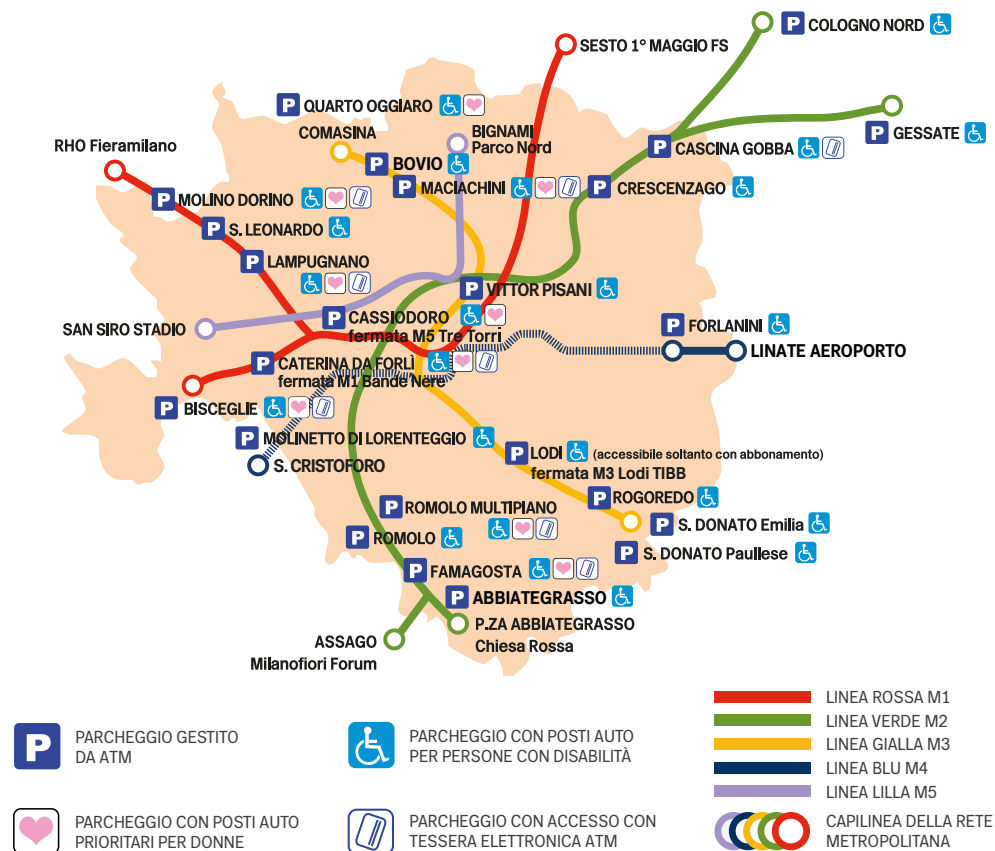 P COLOGNO NORD
SESTO 1° MAGGIO FS
P QUARTO OGGIARO
COMASINA
BIGNAMI
Parco Nord
P GESSATE
RHO Fieramilano
P BOVIO
P CASCINA GOBBA
P MACIACHINI
P CRESCENZAGO
P MOLINO DORINO
P S. LEONARDO
P LAMPUGNANO
P VITTOR PISANI
P CASSIODORO
fermata M5 Tre Torri
SAN SIRO STADIO
P FORLANINI
LINATE AEROPORTO
P CATERINA DA FORLÌ
fermata M1 Bande Nere
P BISCEGLIE
P MOLINETTO DI LORENTEGGIO
S. CRISTOFORO
P LODI (accessibile soltanto con abbonamento)
fermata M3 Lodi TIBB
P ROGOREDO
P ROMOLO MULTIPIANO
P S. DONATO Emilia
P ROMOLO
P S. DONATO Paullese
P FAMAGOSTA
P ABBIATEGRASSO
P.ZA ABBIATEGRASSO
Chiesa Rossa
ASSAGO
Milanofiori Forum
P PARCHEGGIO GESTITO
DA ATM
PARCHEGGIO CON POSTI AUTO
PER PERSONE CON DISABILITÀ
PARCHEGGIO CON POSTI AUTO
PRIORITARI PER DONNE
PARCHEGGIO CON ACCESSO CON
TESSERA ELETTRONICA ATM
LINEA ROSSA M1
LINEA VERDE M2
LINEA GIALLA M3
LINEA BLU M4
LINEA LILLA M5
CAPILINEA DELLA RETE
METROPOLITANA